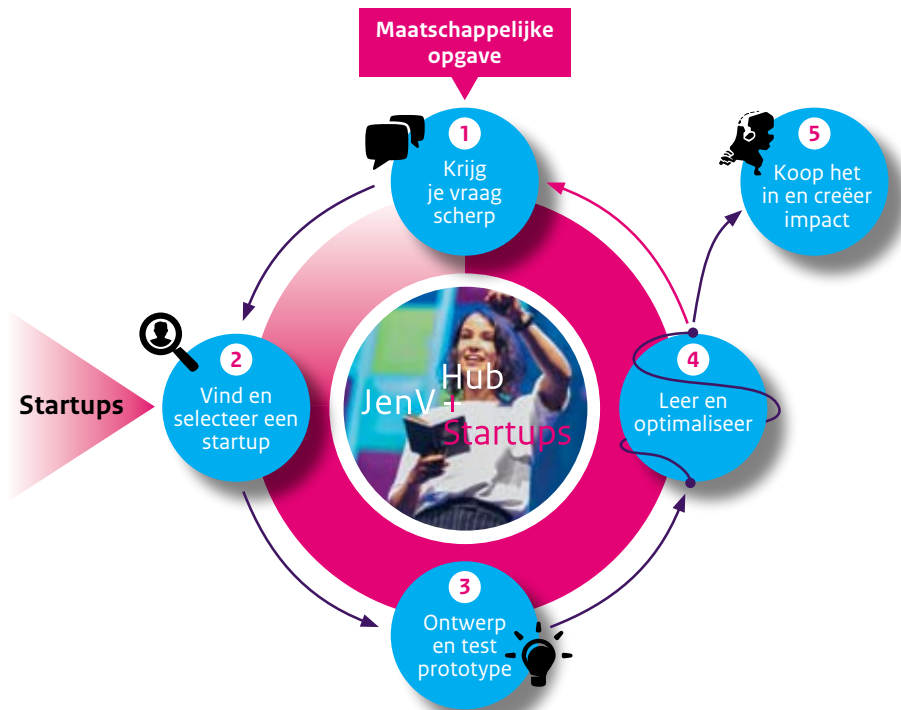 Maatschappelijke
opgave
1
Krijg
je vraag
scherp
5
Koop het
in en creëer
impact
Startups
2
Vind en
selecteer een
startup
Hub
JenV +
Startups
4
Leer en
optimaliseer
3
Ontwerp
en test
prototype